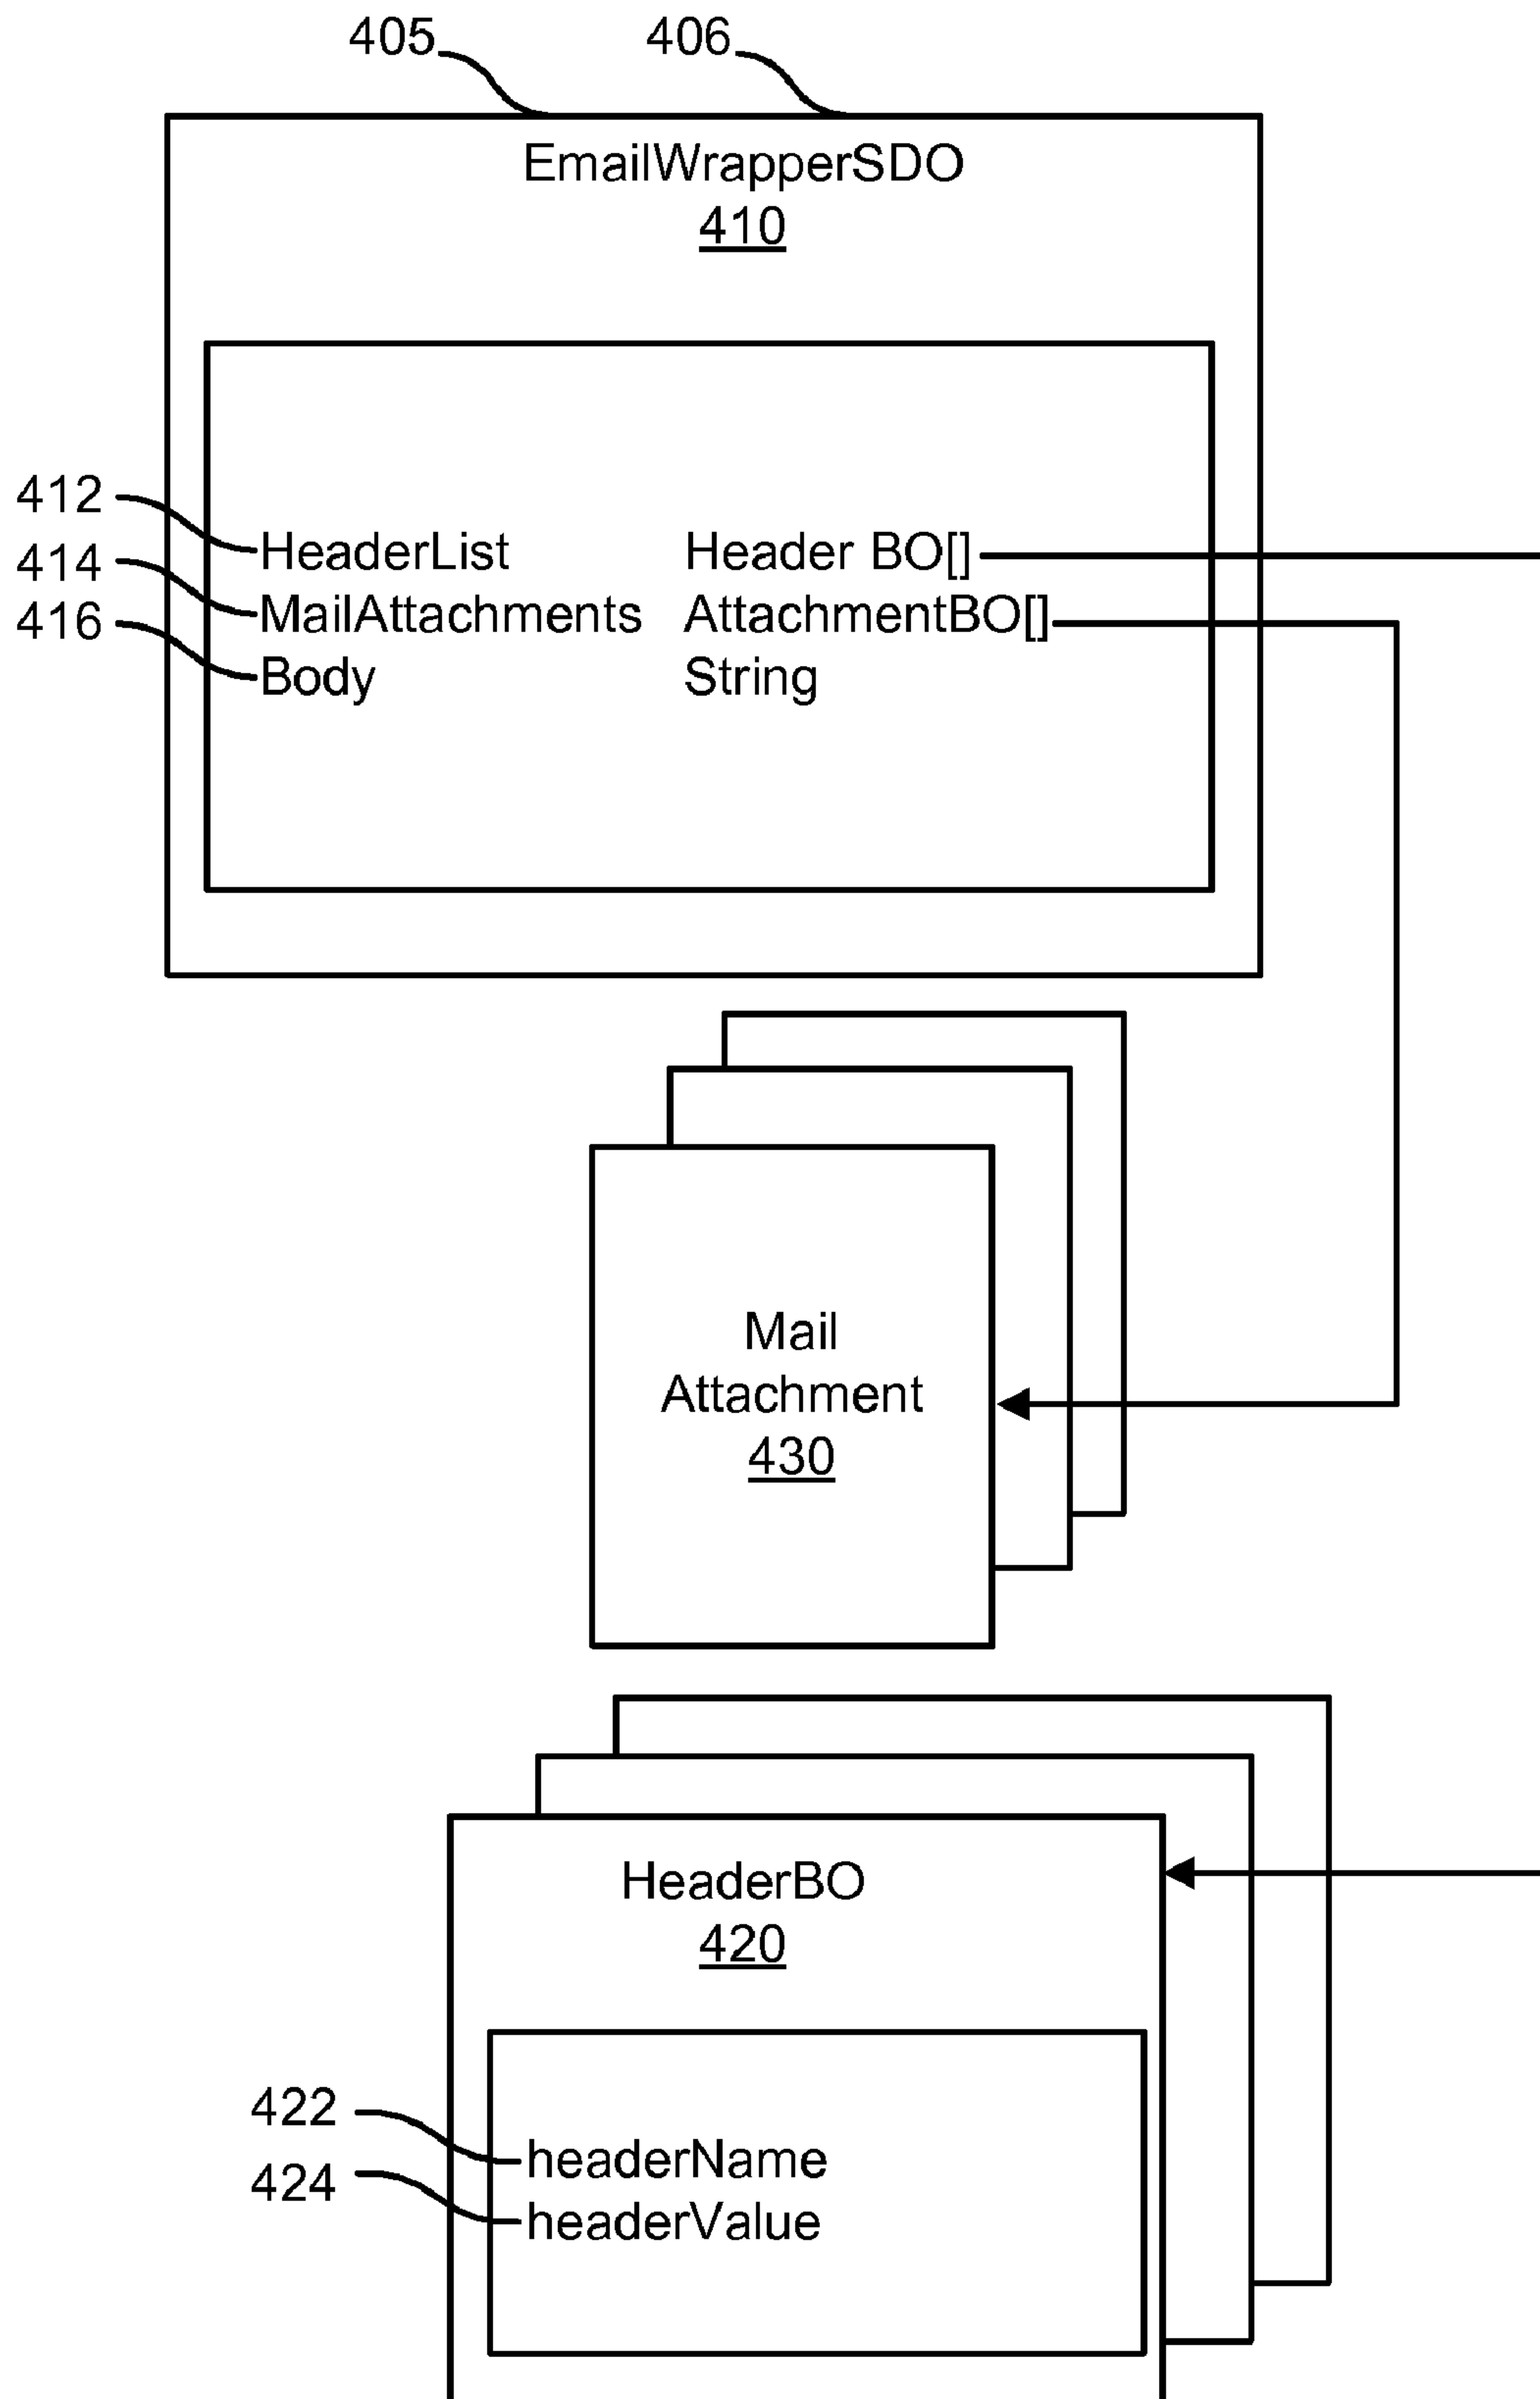 405 406
EmailWrapperSDO
410
412
HeaderList Header BO[]
414
MailAttachments AttachmentBO[]
416
Body String
Mail
Attachment
430
HeaderBO
420
422
headerName
424
headerValue